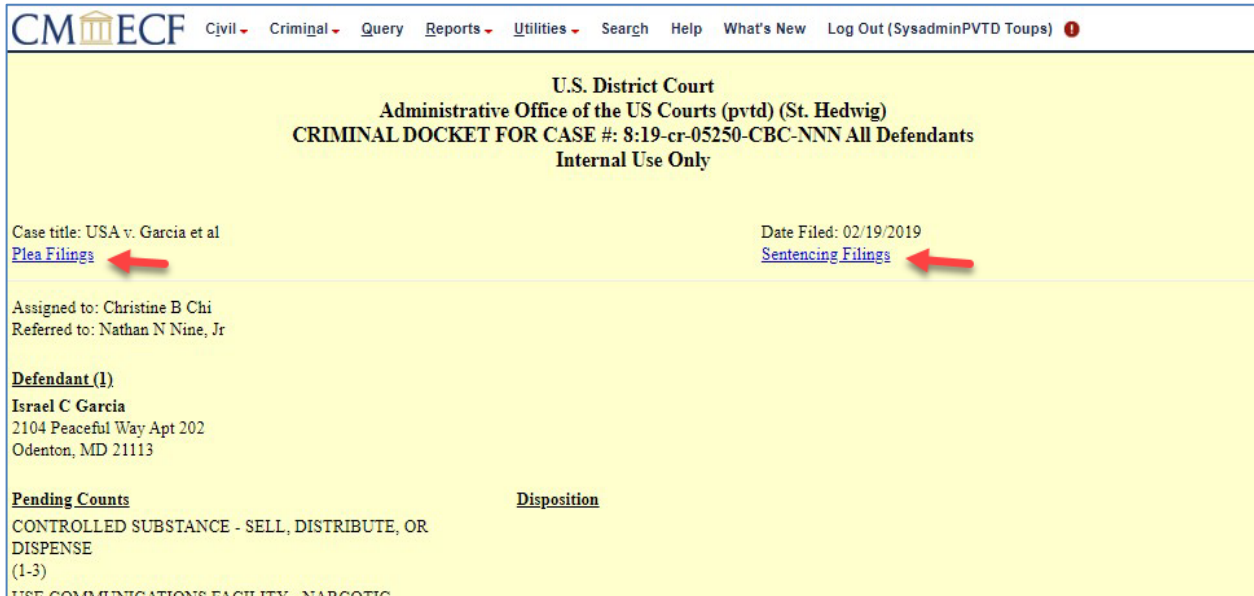 CM ECF Civil Criminal Query Reports Utilities Search Help What's New Log Out (SysadminPVTD Toups)
U.S. District Court
Administrative Office of the US Courts (pvtd) (St. Hedwig)
CRIMINAL DOCKET FOR CASE #: 8:19-cr-05250-CBC-NNN All Defendants
Internal Use Only
Case title: USA v. Garcia et al
Date Filed: 02/19/2019
Plea Filings
Sentencing Filings
Assigned to: Christine B Chi
Referred to: Nathan N Nine, Jr
Defendant (1)
Israel C Garcia
2104 Peaceful Way Apt 202
Odenton, MD 21113
Pending Counts
Disposition
CONTROLLED SUBSTANCE - SELL, DISTRIBUTE, OR
DISPENSE
(1-3)
USE COMMUNICATIONS FACILITY - NARCOTIC